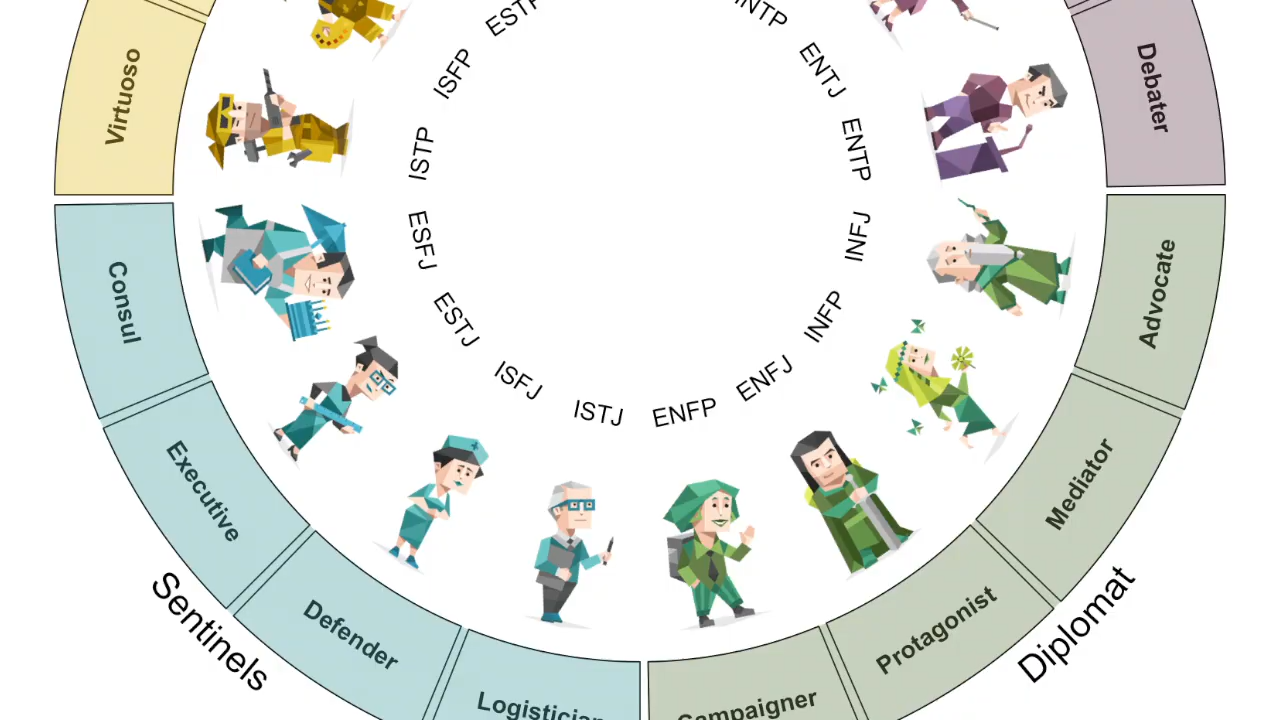 Virtuoso
Consul
Executive
Defender
Campaigner
Protagonist
Mediator
Advocate
Debater
Sentinels
Diplomat
ISFP
ISTP
ESFJ
ESTJ
ISFJ
ISTJ
ENFP
ENFJ
INFP
INFJ
ENTP
ENTJ